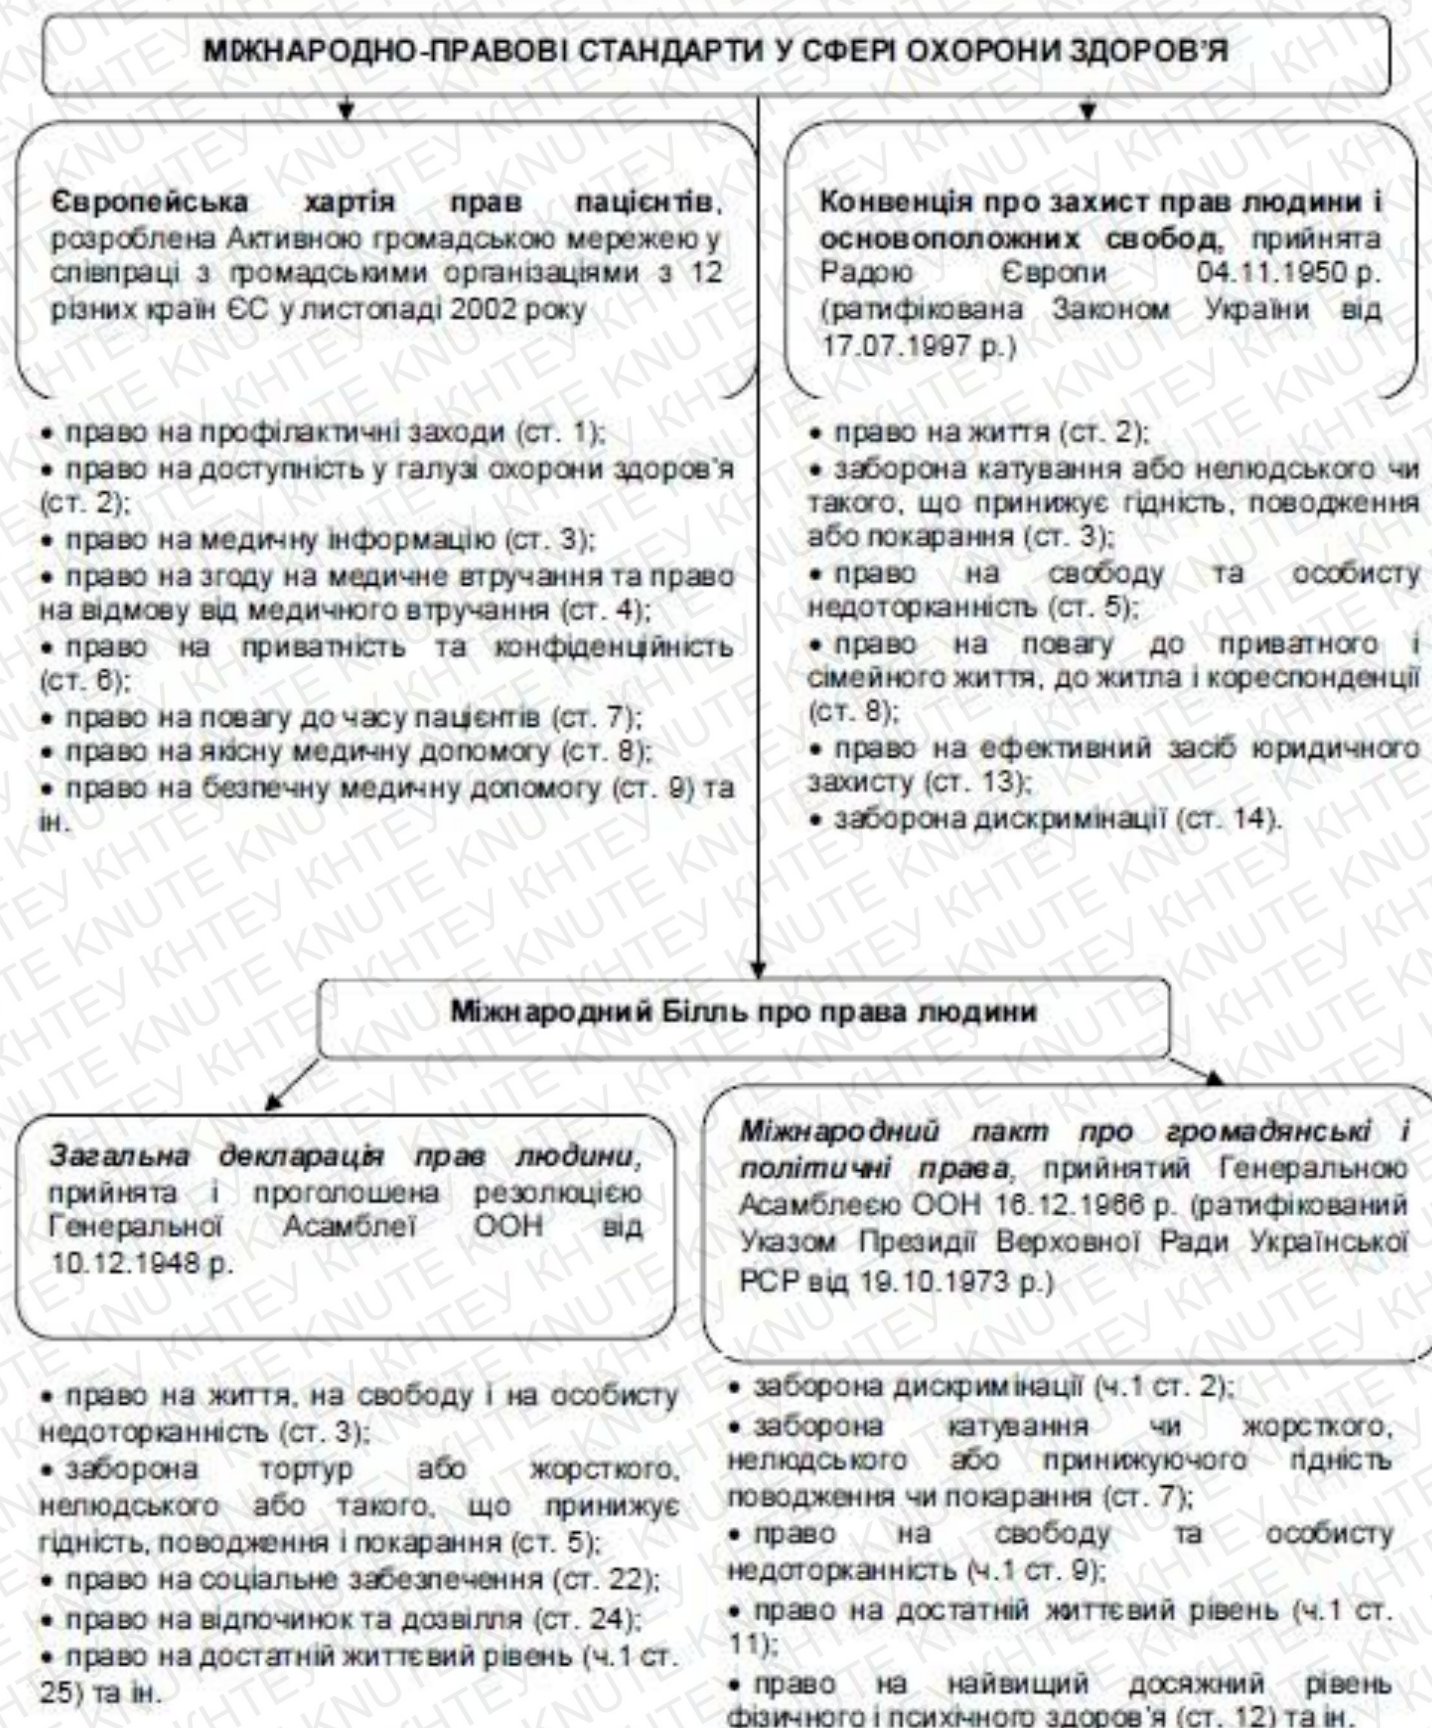 МІЖНАРОДНО-ПРАВОВІ СТАНДАРТИ У СФЕРІ ОХОРОНИ ЗДОРОВ'Я
Європейська хартія прав пацієнтів,
розроблена Активною громадською мережею у
співпраці з громадськими організаціями з 12
різних країн ЄС у листопаді 2002 року
• право на профілактичні заходи (ст. 1);
• право на доступність у галузі охорони здоров'я
(ст. 2);
• право на медичну інформацію (ст. 3);
• право на згоду на медичне втручання та право
на відмову від медичного втручання (ст. 4);
• право на приватність та конфіденційність
(ст. 6);
• право на повагу до часу пацієнтів (ст. 7);
• право на якісну медичну допомогу (ст. 8);
• право на безпечну медичну допомогу (ст. 9) та
ін.
Конвенція про захист прав людини і
основоположних свобод, прийнята
Радою Європи 04.11.1950 р.
(ратифікована Законом України від
17.07.1997 р.)
• право на життя (ст. 2);
• заборона катування або нелюдського чи
такого, що принижує гідність, поводження
або покарання (ст. 3);
• право на свободу та особисту
недоторканність (ст. 5);
• право на повагу до приватного і
сімейного життя, до житла і кореспонденції
(ст. 8);
• право на ефективний засіб юридичного
захисту (ст. 13);
• заборона дискримінації (ст. 14).
Міжнародний Білль про права людини
Загальна декларація прав людини,
прийнята і проголошена резолюцією
Генеральної Асамблеї ООН від
10.12.1948 р.
• право на життя, на свободу і на особисту
недоторканність (ст. 3);
• заборона тортур або жорсткого,
нелюдського або такого, що принижує
гідність, поводження і покарання (ст. 5);
• право на соціальне забезпечення (ст. 22);
• право на відпочинок та дозвілля (ст. 24);
• право на достатній життєвий рівень (ч.1 ст.
25) та ін.
Міжнародний пакт про громадянські і
політичні права, прийнятий Генеральною
Асамблеєю ООН 16.12.1966 р. (ратифікований
Указом Президії Верховної Ради Української
РСР від 19.10.1973 р.)
• заборона дискримінації (ч.1 ст. 2);
• заборона катування чи жорсткого,
нелюдського або принижуючого гідність
поводження чи покарання (ст. 7);
• право на свободу та особисту
недоторканність (ч.1 ст. 9);
• право на достатній життєвий рівень (ч.1 ст.
11);
• право на найвищий досяжний рівень
фізичного і психічного здоров'я (ст. 12) та ін.